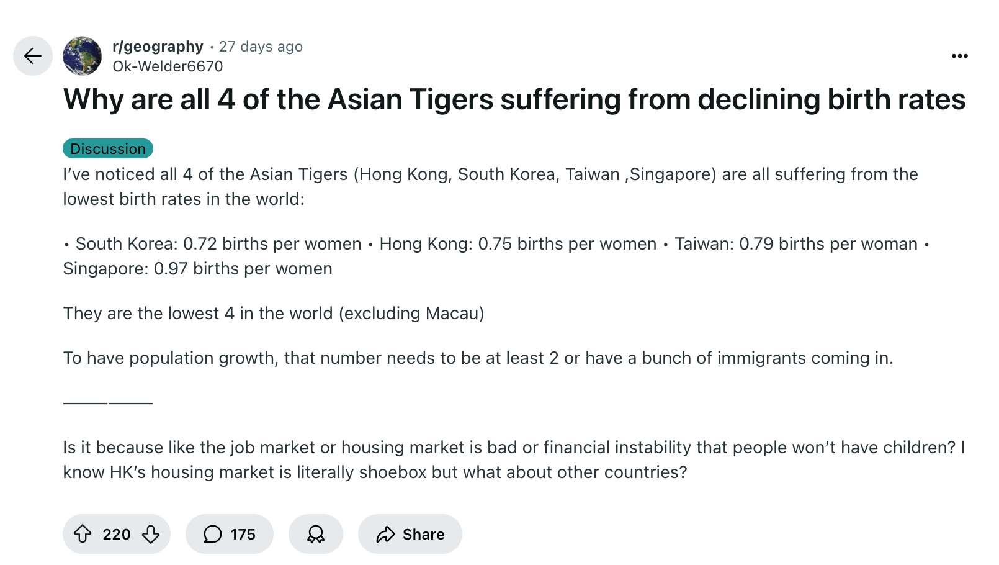 r/geography • 27 days ago
Ok-Welder6670
Why are all 4 of the Asian Tigers suffering from declining birth rates
Discussion
I’ve noticed all 4 of the Asian Tigers (Hong Kong, South Korea, Taiwan ,Singapore) are all suffering from the
lowest birth rates in the world:
• South Korea: 0.72 births per women • Hong Kong: 0.75 births per women • Taiwan: 0.79 births per woman •
Singapore: 0.97 births per women
They are the lowest 4 in the world (excluding Macau)
To have population growth, that number needs to be at least 2 or have a bunch of immigrants coming in.
⸻⸻
Is it because like the job market or housing market is bad or financial instability that people won’t have children? I
know HK’s housing market is literally shoebox but what about other countries?
220 175 Share